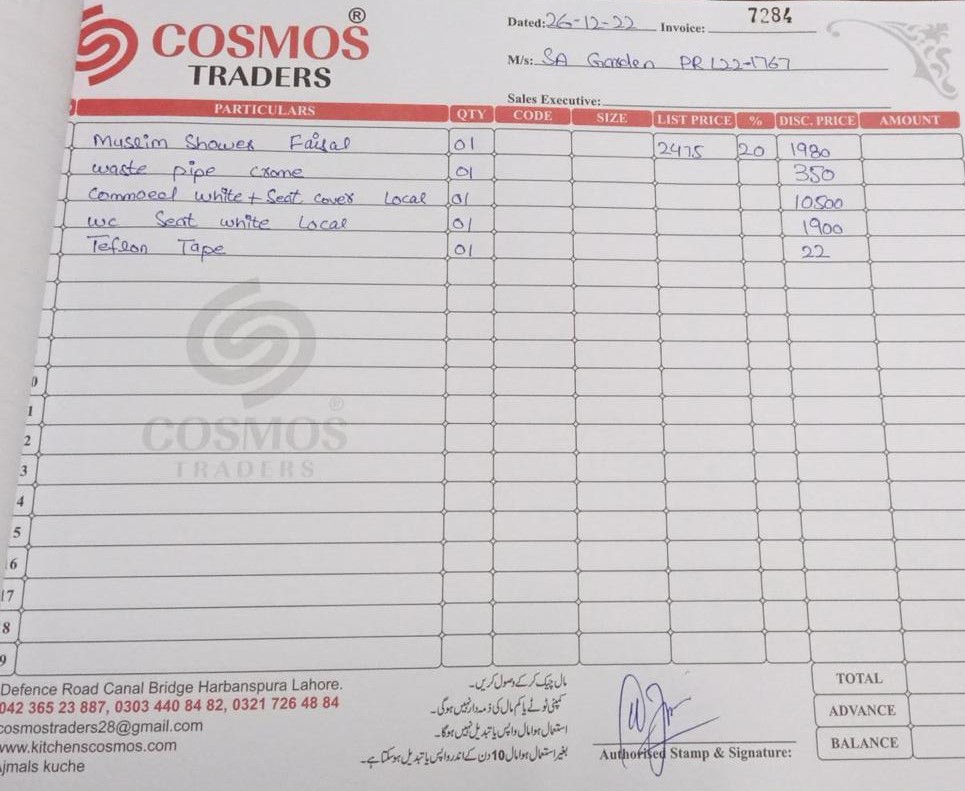 COSMOS®
TRADERS
Dated: 26-12-22 Invoice: 7284
M/s: SA Garden PR122-1767
Sales Executive:
PARTICULARS QTY CODE SIZE LIST PRICE % DISC. PRICE AMOUNT
Muslim Shower Faisal 01 2475 20 1980
waste pipe crome 01 350
Commoed white + Seat cover Local 01 10500
wc Seat white Local 01 1900
Teflon Tape 01 22
0
1
COSMOS®
2
TRADERS
3
4
5
6
17
8
9
Defence Road Canal Bridge Harbanspura Lahore.
042 365 23 887, 0303 440 84 82, 0321 726 48 84
cosmostraders28@gmail.com
www.kitchenscosmos.com
jmals kuche
مال چیک کر کے وصول کریں۔
کمپنی ٹوٹے یا کم مال کی ذمہ دار نہیں ہوگی۔
استعمال ہوا مال واپس یا تبدیل نہیں ہوگا۔
بغیر استعمال ہوا مال 10 دن کے اندر واپس یا تبدیل ہو سکتا ہے۔
Authorised Stamp & Signature:
TOTAL
ADVANCE
BALANCE